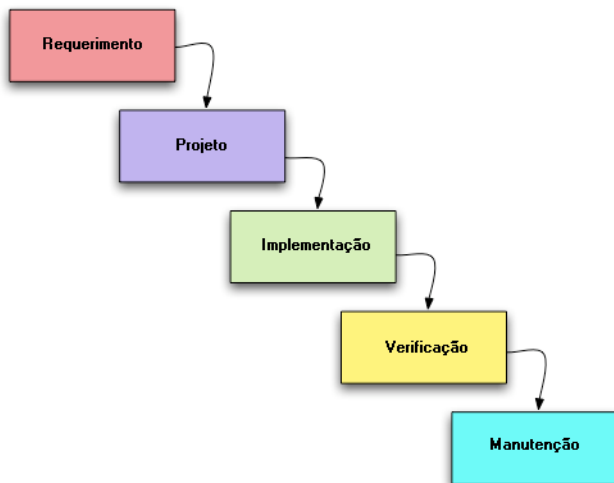 Requerimento
Projeto
Implementação
Verificação
Manutenção